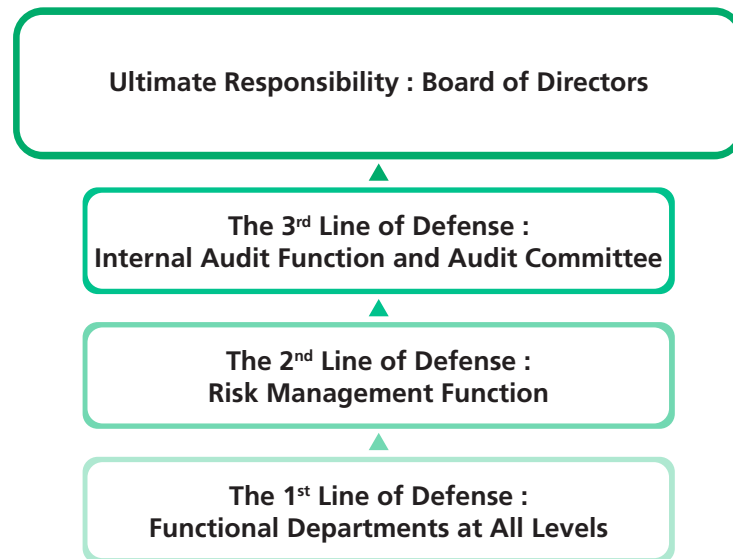 Ultimate Responsibility : Board of Directors
The 3rd Line of Defense :
Internal Audit Function and Audit Committee
The 2nd Line of Defense :
Risk Management Function
The 1st Line of Defense :
Functional Departments at All Levels